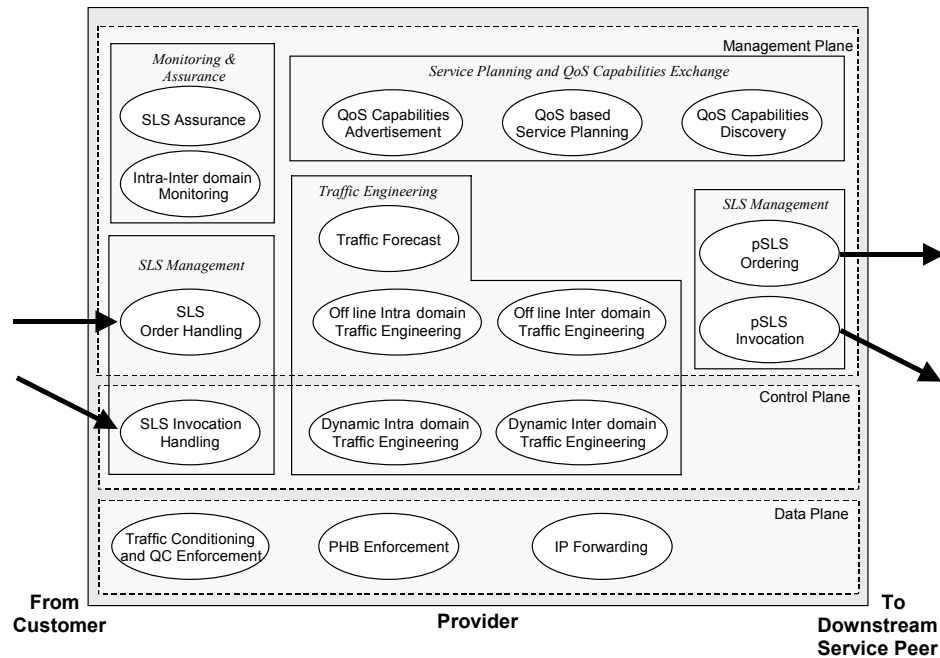 Management Plane
Monitoring &
Assurance
SLS Assurance
Intra-Inter domain
Monitoring
Service Planning and QoS Capabilities Exchange
QoS Capabilities
Advertisement
QoS based
Service Planning
QoS Capabilities
Discovery
Traffic Engineering
Traffic Forecast
Off line Intra domain
Traffic Engineering
Off line Inter domain
Traffic Engineering
SLS Management
pSLS
Ordering
pSLS
Invocation
SLS Management
SLS
Order Handling
Control Plane
SLS Invocation
Handling
Dynamic Intra domain
Traffic Engineering
Dynamic Inter domain
Traffic Engineering
Data Plane
Traffic Conditioning
and QC Enforcement
PHB Enforcement
IP Forwarding
From
Customer
Provider
To
Downstream
Service Peer